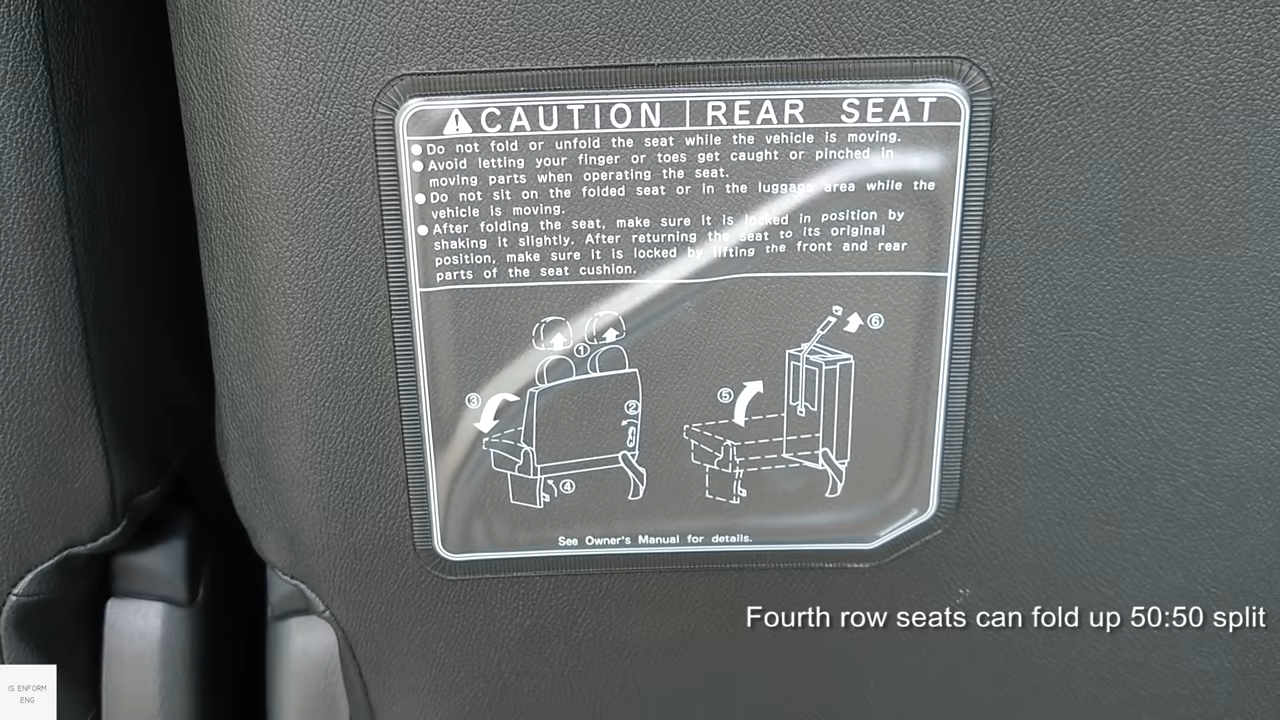 CAUTION | REAR SEAT
● Do not fold or unfold the seat while the vehicle is moving.
● Avoid letting your finger or toes get caught or pinched in
moving parts when operating the seat.
● Do not sit on the folded seat or in the luggage area while the
vehicle is moving.
● After folding the seat, make sure it is locked in position by
shaking it slightly. After returning the seat to its original
position, make sure it is locked by lifting the front and rear
parts of the seat cushion.
①
②
③
④
⑤
⑥
See Owner's Manual for details.
Fourth row seats can fold up 50:50 split
IS ENFORM
ENG